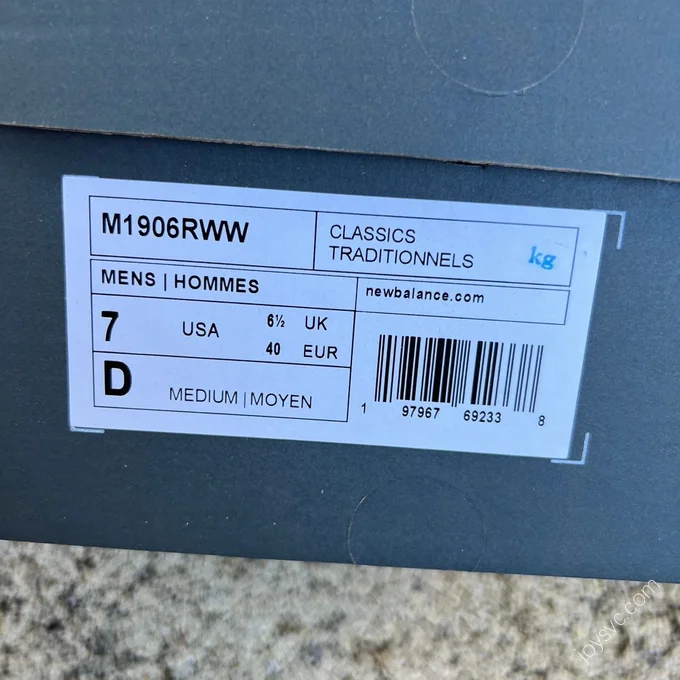 M1906RWW
CLASSICS
TRADITIONNELS
kg
MENS | HOMMES
newbalance.com
7 USA 6½ UK
40 EUR
D MEDIUM | MOYEN
1 97967 69233 8
joysvc.com